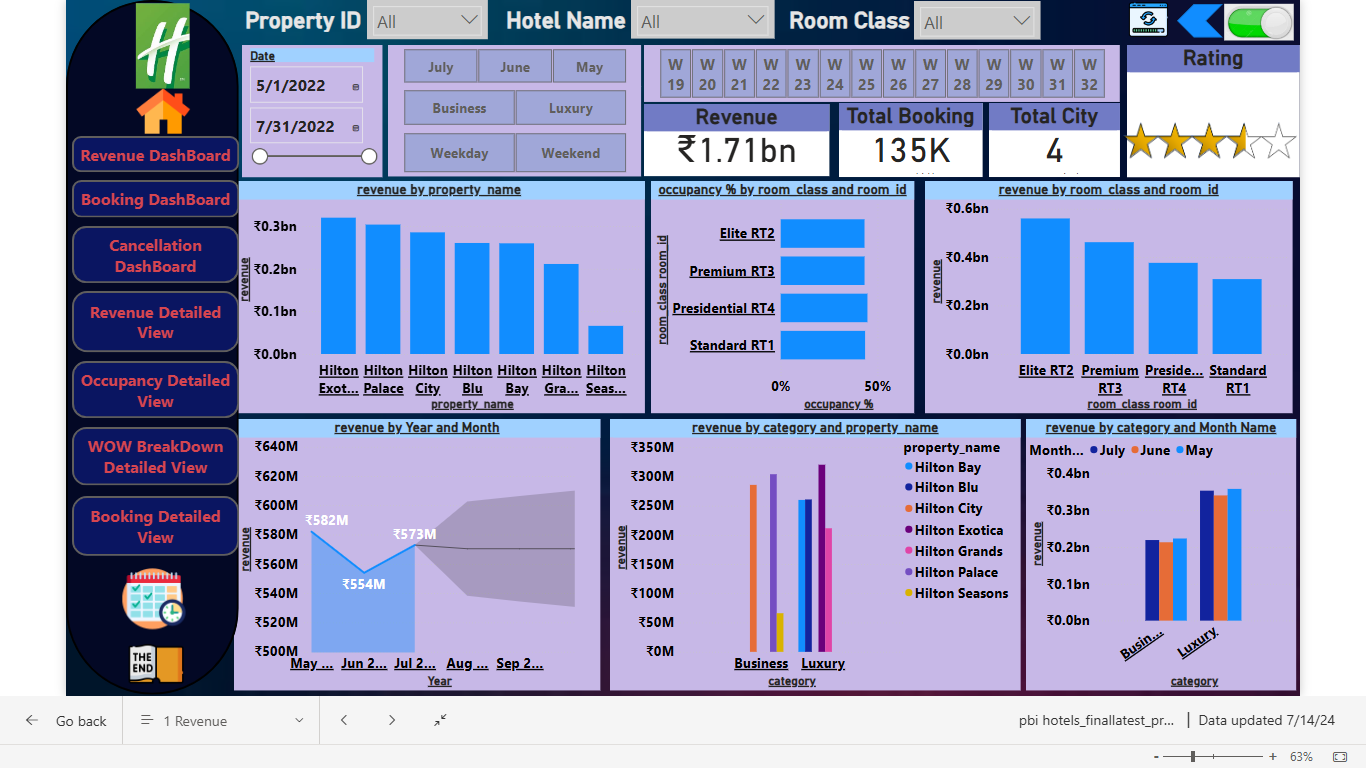 Property ID
All
Hotel Name
All
Room Class
All
H
Date
5/1/2022
7/31/2022
July
June
May
Business
Luxury
Weekday
Weekend
W W W W W W W W W W W W W W
19 20 21 22 23 24 25 26 27 28 29 30 31 32
Revenue
₹1.71bn
Total Booking
135K
Total City
4
Rating
Revenue DashBoard
Booking DashBoard
Cancellation
DashBoard
Revenue Detailed
View
Occupancy Detailed
View
WOW BreakDown
Detailed View
Booking Detailed
View
THE
END
revenue by property_name
revenue
₹0.3bn
₹0.2bn
₹0.1bn
₹0.0bn
Hilton Hilton Hilton Hilton Hilton Hilton Hilton
Exot... Palace City Blu Bay Gra... Seas...
property_name
occupancy % by room_class and room_id
room_class room_id
Elite RT2
Premium RT3
Presidential RT4
Standard RT1
0% 50%
occupancy %
revenue by room_class and room_id
revenue
₹0.6bn
₹0.4bn
₹0.2bn
₹0.0bn
Elite RT2 Premium Preside... Standard
RT3 RT4 RT1
room_class room_id
revenue by Year and Month
revenue
₹640M
₹620M
₹600M
₹580M
₹560M
₹540M
₹520M
₹500M
₹582M
₹554M
₹573M
May ... Jun 2... Jul 2... Aug ... Sep 2...
Year
revenue by category and property_name
revenue
₹350M
₹300M
₹250M
₹200M
₹150M
₹100M
₹50M
₹0M
Business Luxury
category
property_name
Hilton Bay
Hilton Blu
Hilton City
Hilton Exotica
Hilton Grands
Hilton Palace
Hilton Seasons
revenue by category and Month Name
Month... July June May
revenue
₹0.4bn
₹0.3bn
₹0.2bn
₹0.1bn
₹0.0bn
Busin... Luxury
category
Go back
1 Revenue
pbi hotels_finallatest_pr... | Data updated 7/14/24
- + 63%